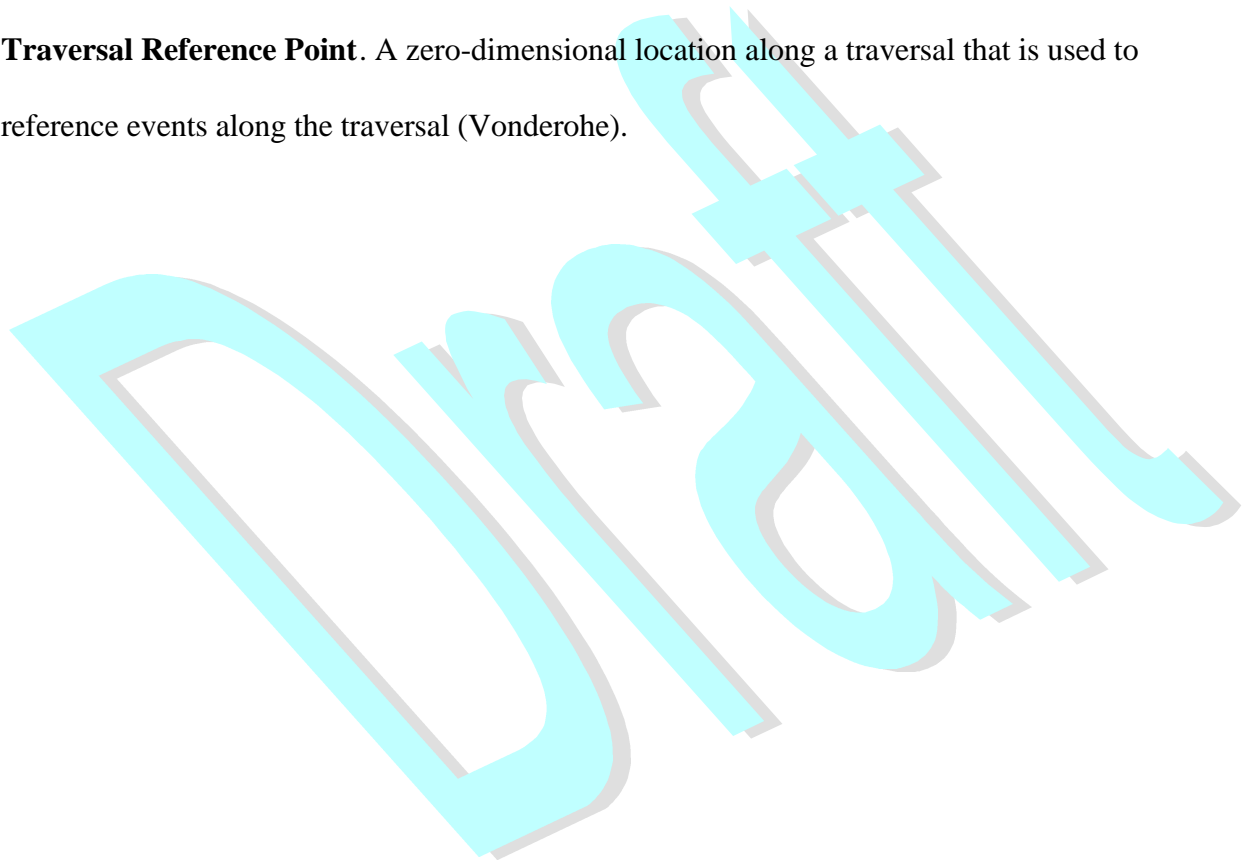 Traversal Reference Point. A zero-dimensional location along a traversal that is used to
reference events along the traversal (Vonderohe).
Draft